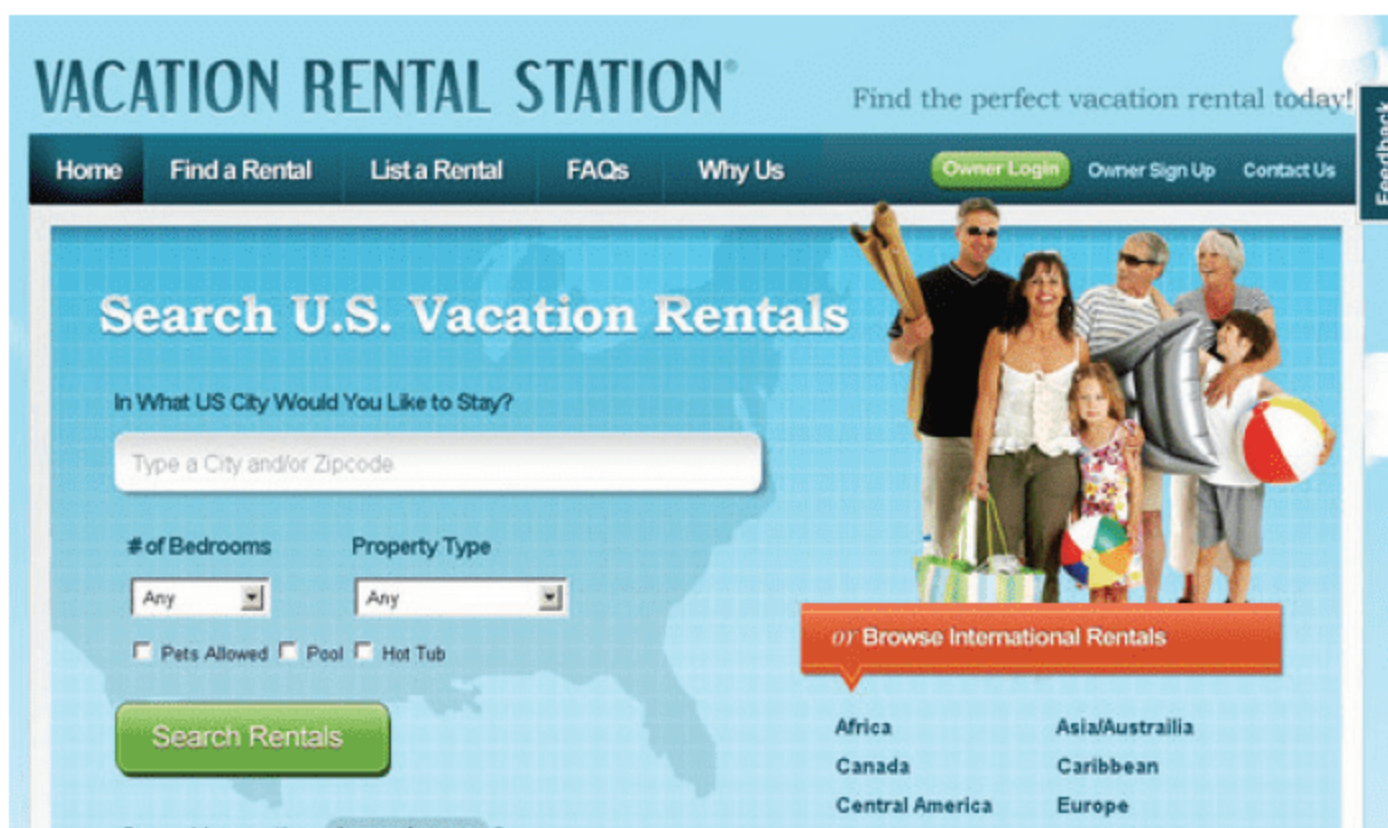 VACATION RENTAL STATION®
Find the perfect vacation rental today!
Feedback
Home Find a Rental List a Rental FAQs Why Us Owner Login Owner Sign Up Contact Us
Search U.S. Vacation Rentals
In What US City Would You Like to Stay?
Type a City and/or Zipcode
# of Bedrooms Property Type
Any Any
Pets Allowed Pool Hot Tub
Search Rentals
or Browse International Rentals
Africa Asia/Austrailia
Canada Caribbean
Central America Europe